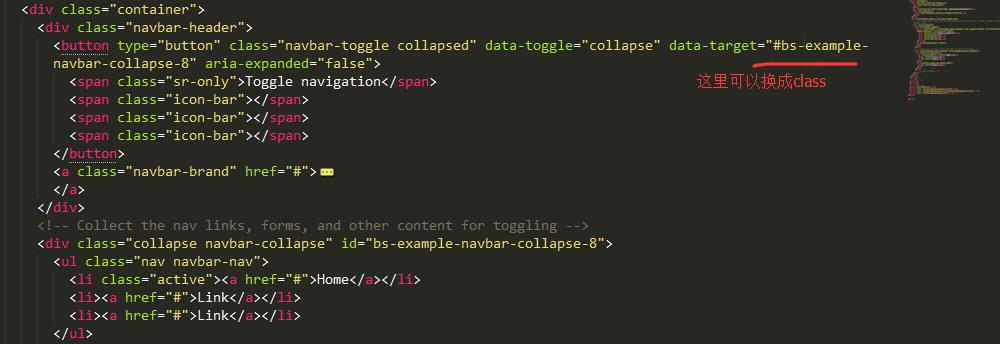 <div class="container">
<div class="navbar-header">
<button type="button" class="navbar-toggle collapsed" data-toggle="collapse" data-target="#bs-example-
navbar-collapse-8" aria-expanded="false">
<span class="sr-only">Toggle navigation</span>
这里可以换成class
<span class="icon-bar"></span>
<span class="icon-bar"></span>
<span class="icon-bar"></span>
</button>
<a class="navbar-brand" href="#">
</a>
</div>
<!-- Collect the nav links, forms, and other content for toggling -->
<div class="collapse navbar-collapse" id="bs-example-navbar-collapse-8">
<ul class="nav navbar-nav">
<li class="active"><a href="#">Home</a></li>
<li><a href="#">Link</a></li>
<li><a href="#">Link</a></li>
</ul>